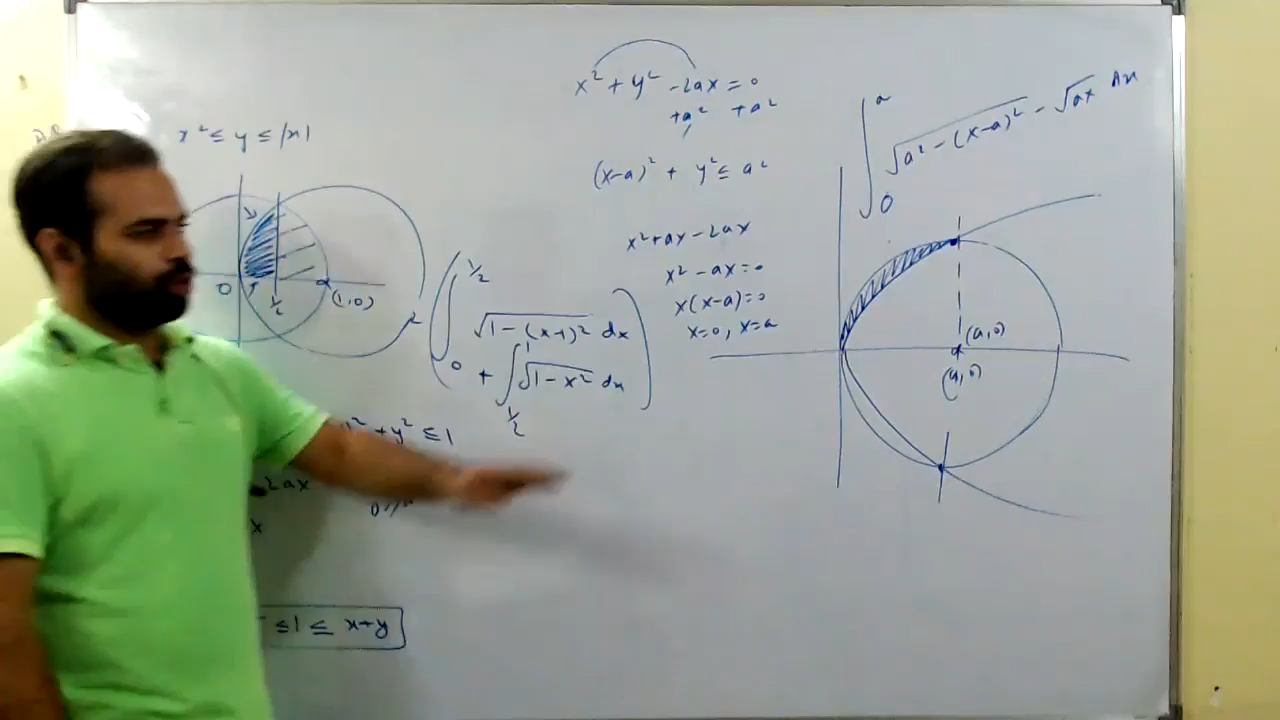 x² ≤ y ≤ |x|
0
1/2
(1,0)
∫₀^{1/2} √(1-(x-1)²) dx
+ ∫_{1/2}^{1} √(1-x²) dx
+ y² ≤ 1
2ax
x
≤ 1 ≤ x+y
x² + y² - 2ax = 0
+a² +a²
(x-a)² + y² ≤ a²
x² + ax - 2ax
x² - ax = 0
x(x-a) = 0
x=0, x=a
∫₀^a √(a² - (x-a)²) - √ax dx
(a,0)
(a,0)